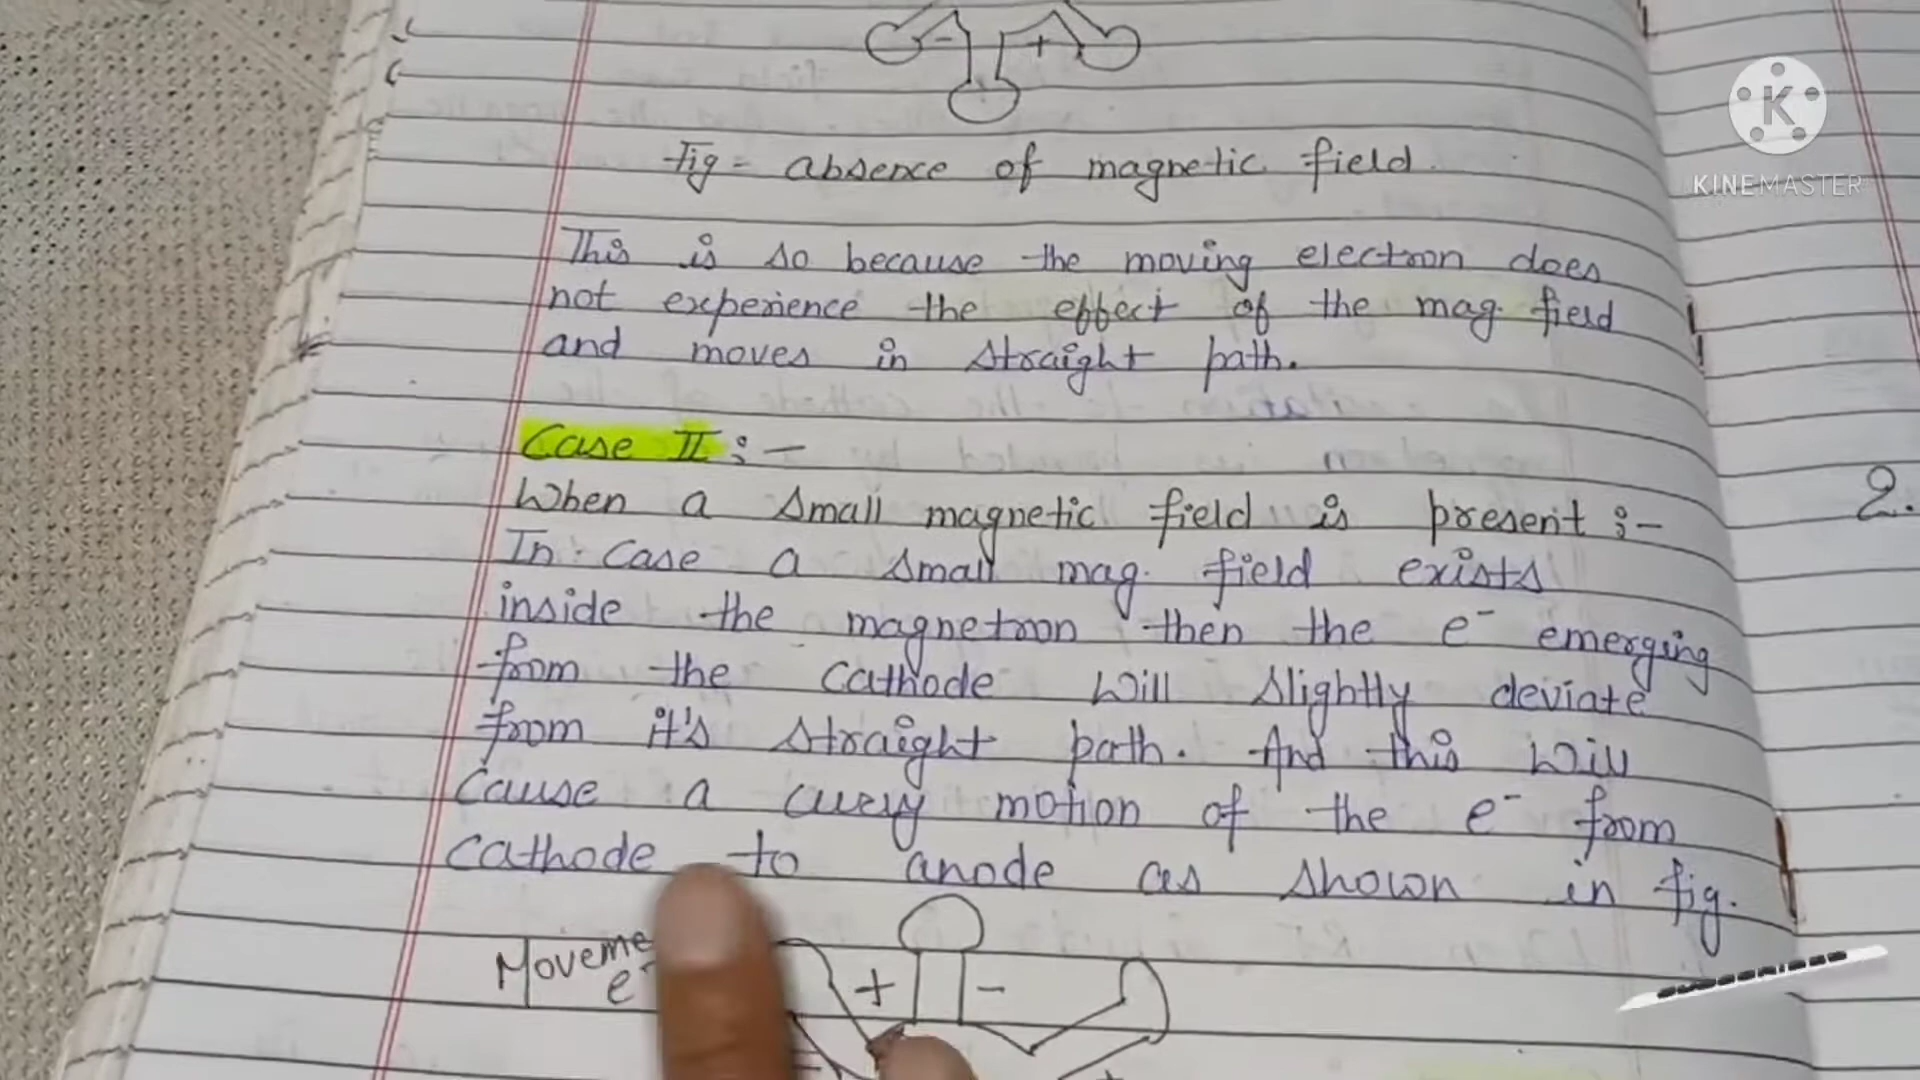 - +
Fig = absence of magnetic field.
K
KINEMASTER
This is so because the moving electron does
not experience the effect of the mag. field
and moves in straight path.
Case II :-
When a small magnetic field is present :-
2.
In case a small mag. field exists
inside the magnetron then the e⁻ emerging
from the cathode will slightly deviate
from it's straight path. And this will
cause a motion of the e⁻ from
cathode to anode as shown in fig.
+ -
e⁻